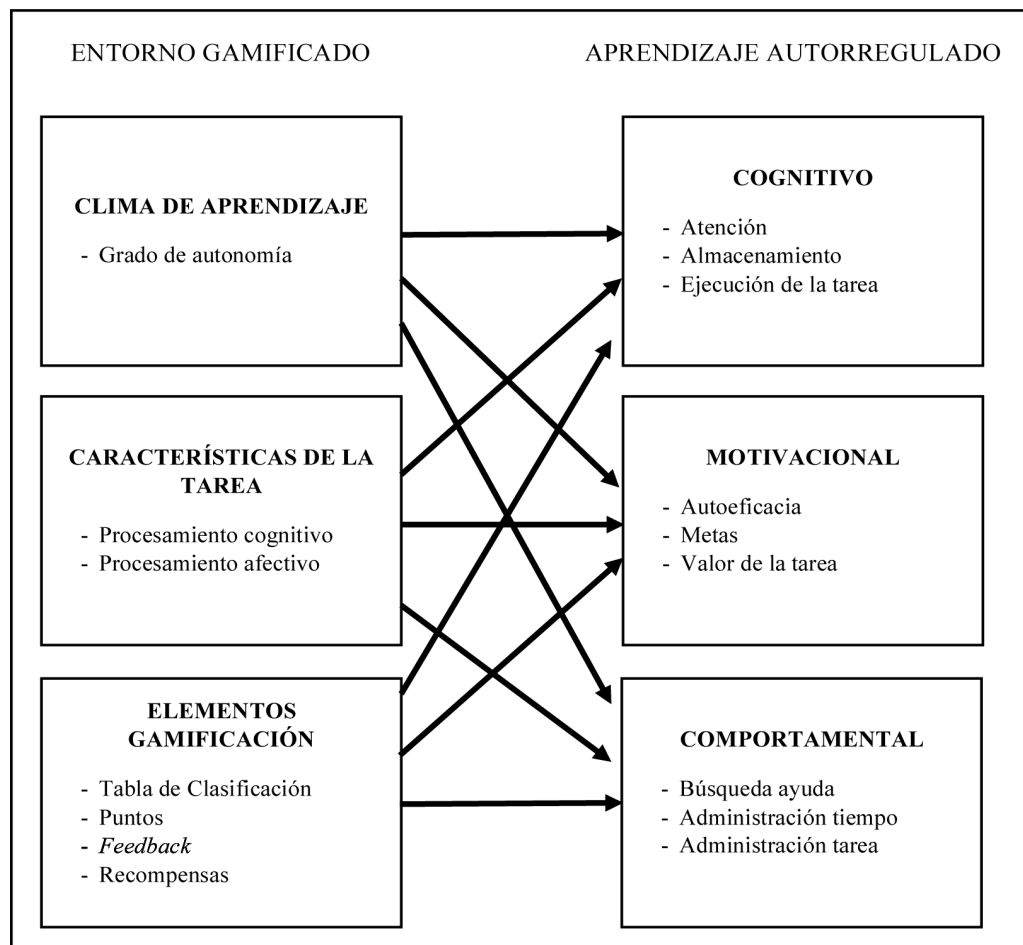 ENTORNO GAMIFICADO
CLIMA DE APRENDIZAJE
- Grado de autonomía
CARACTERÍSTICAS DE LA
TAREA
- Procesamiento cognitivo
- Procesamiento afectivo
ELEMENTOS
GAMIFICACIÓN
- Tabla de Clasificación
- Puntos
- Feedback
- Recompensas
APRENDIZAJE AUTORREGULADO
COGNITIVO
- Atención
- Almacenamiento
- Ejecución de la tarea
MOTIVACIONAL
- Autoeficacia
- Metas
- Valor de la tarea
COMPORTAMENTAL
- Búsqueda ayuda
- Administración tiempo
- Administración tarea